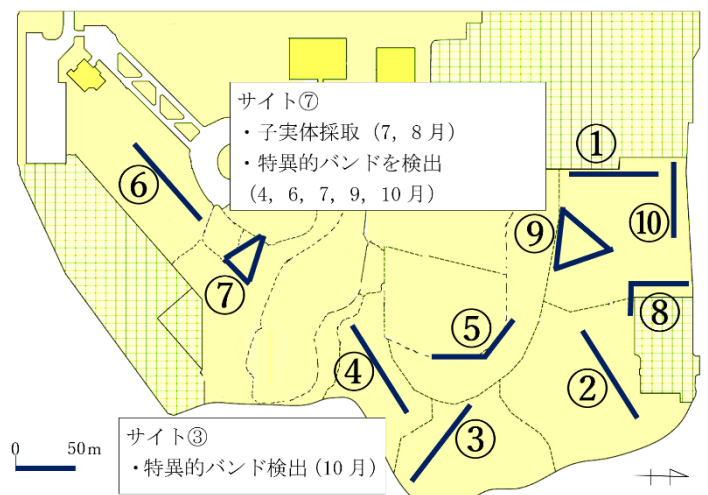 サイト⑦
・子実体採取（7，8月）
・特異的バンドを検出
（4，6，7，9，10月）
①
⑥
⑩
⑨
⑦
⑧
⑤
④
②
③
サイト③
・特異的バンド検出（10月）
0 50m